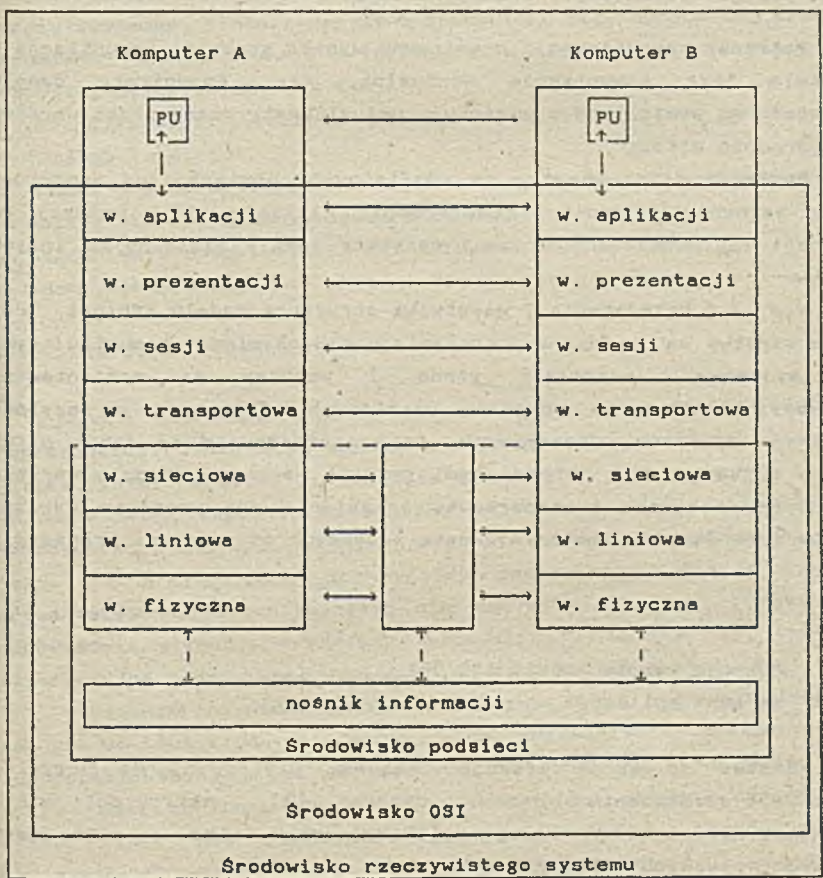 Komputer A Komputer B
PU PU
w. aplikacji w. aplikacji
w. prezentacji w. prezentacji
w. sesji w. sesji
w. transportowa w. transportowa
w. sieciowa w. sieciowa
w. liniowa w. liniowa
w. fizyczna w. fizyczna
nośnik informacji
Środowisko podsieci
Środowisko OSI
Środowisko rzeczywistego systemu